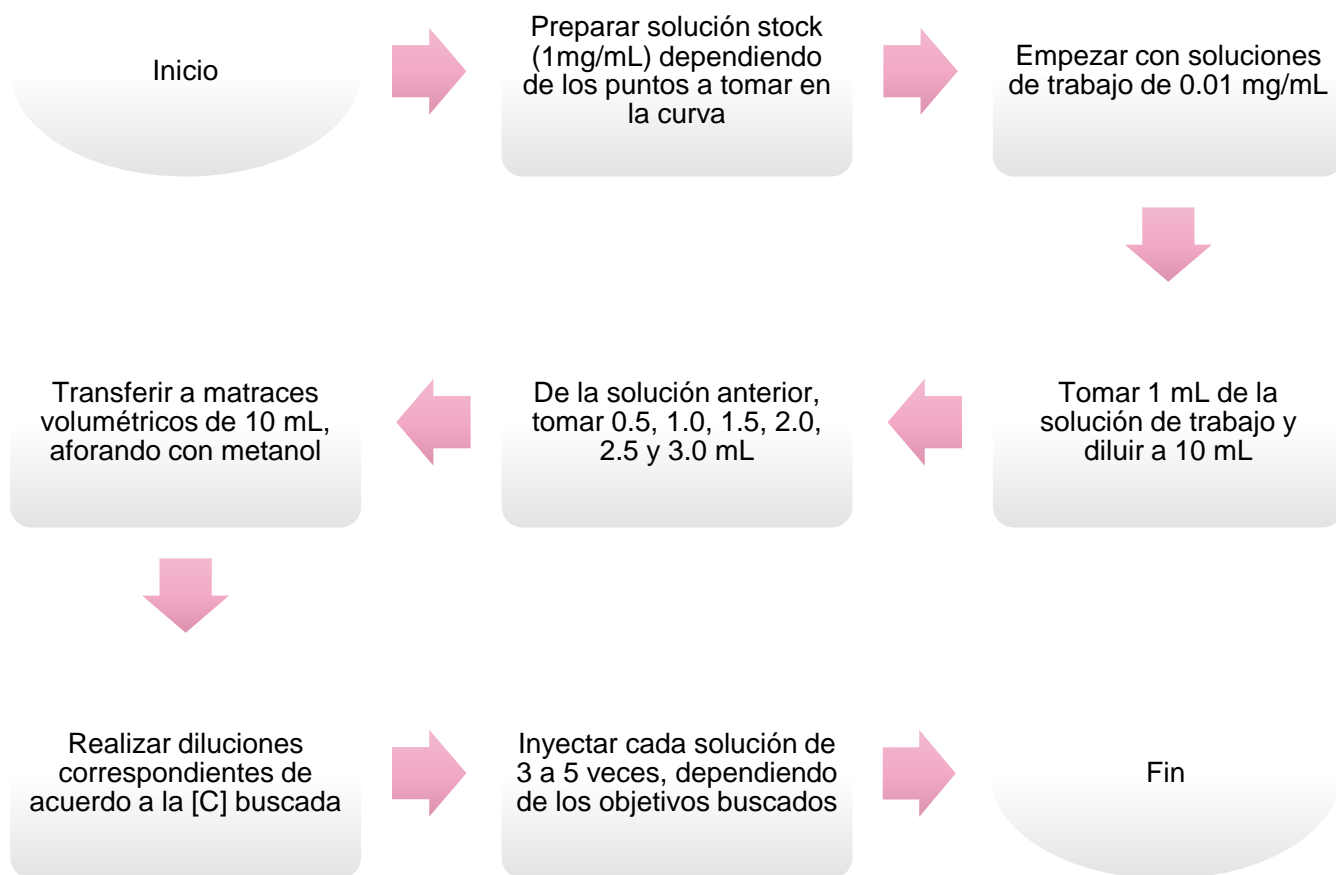 Inicio
Preparar solución stock
(1mg/mL) dependiendo
de los puntos a tomar en
la curva
Empezar con soluciones
de trabajo de 0.01 mg/mL
Tomar 1 mL de la
solución de trabajo y
diluir a 10 mL
De la solución anterior,
tomar 0.5, 1.0, 1.5, 2.0,
2.5 y 3.0 mL
Transferir a matraces
volumétricos de 10 mL,
aforando con metanol
Realizar diluciones
correspondientes de
acuerdo a la [C] buscada
Inyectar cada solución de
3 a 5 veces, dependiendo
de los objetivos buscados
Fin